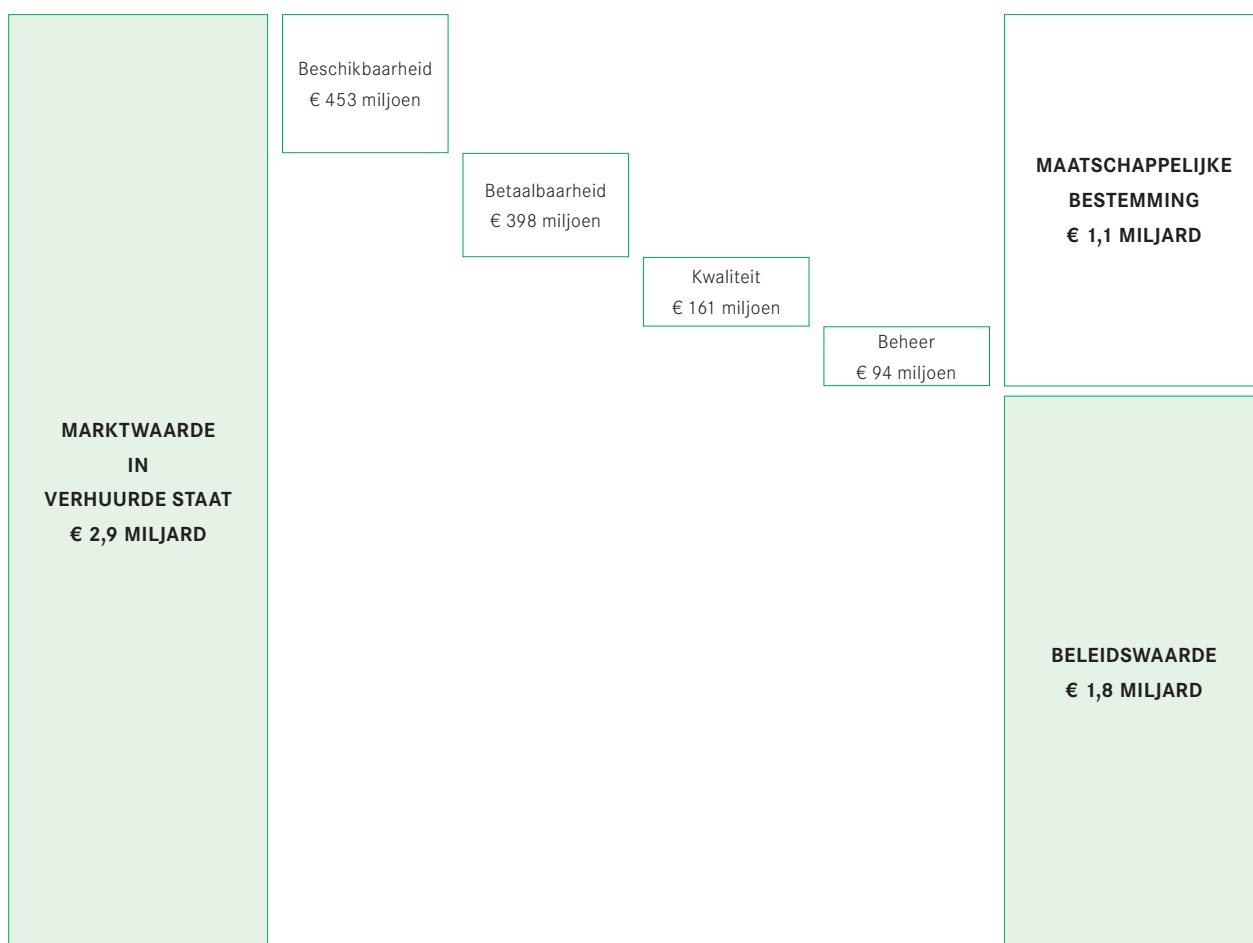 Beschikbaarheid
€ 453 miljoen
Betaalbaarheid
€ 398 miljoen
Kwaliteit
€ 161 miljoen
Beheer
€ 94 miljoen
MARKTWAARDE
IN
VERHUURDE STAAT
€ 2,9 MILJARD
MAATSCHAPPELIJKE
BESTEMMING
€ 1,1 MILJARD
BELEIDSWAARDE
€ 1,8 MILJARD